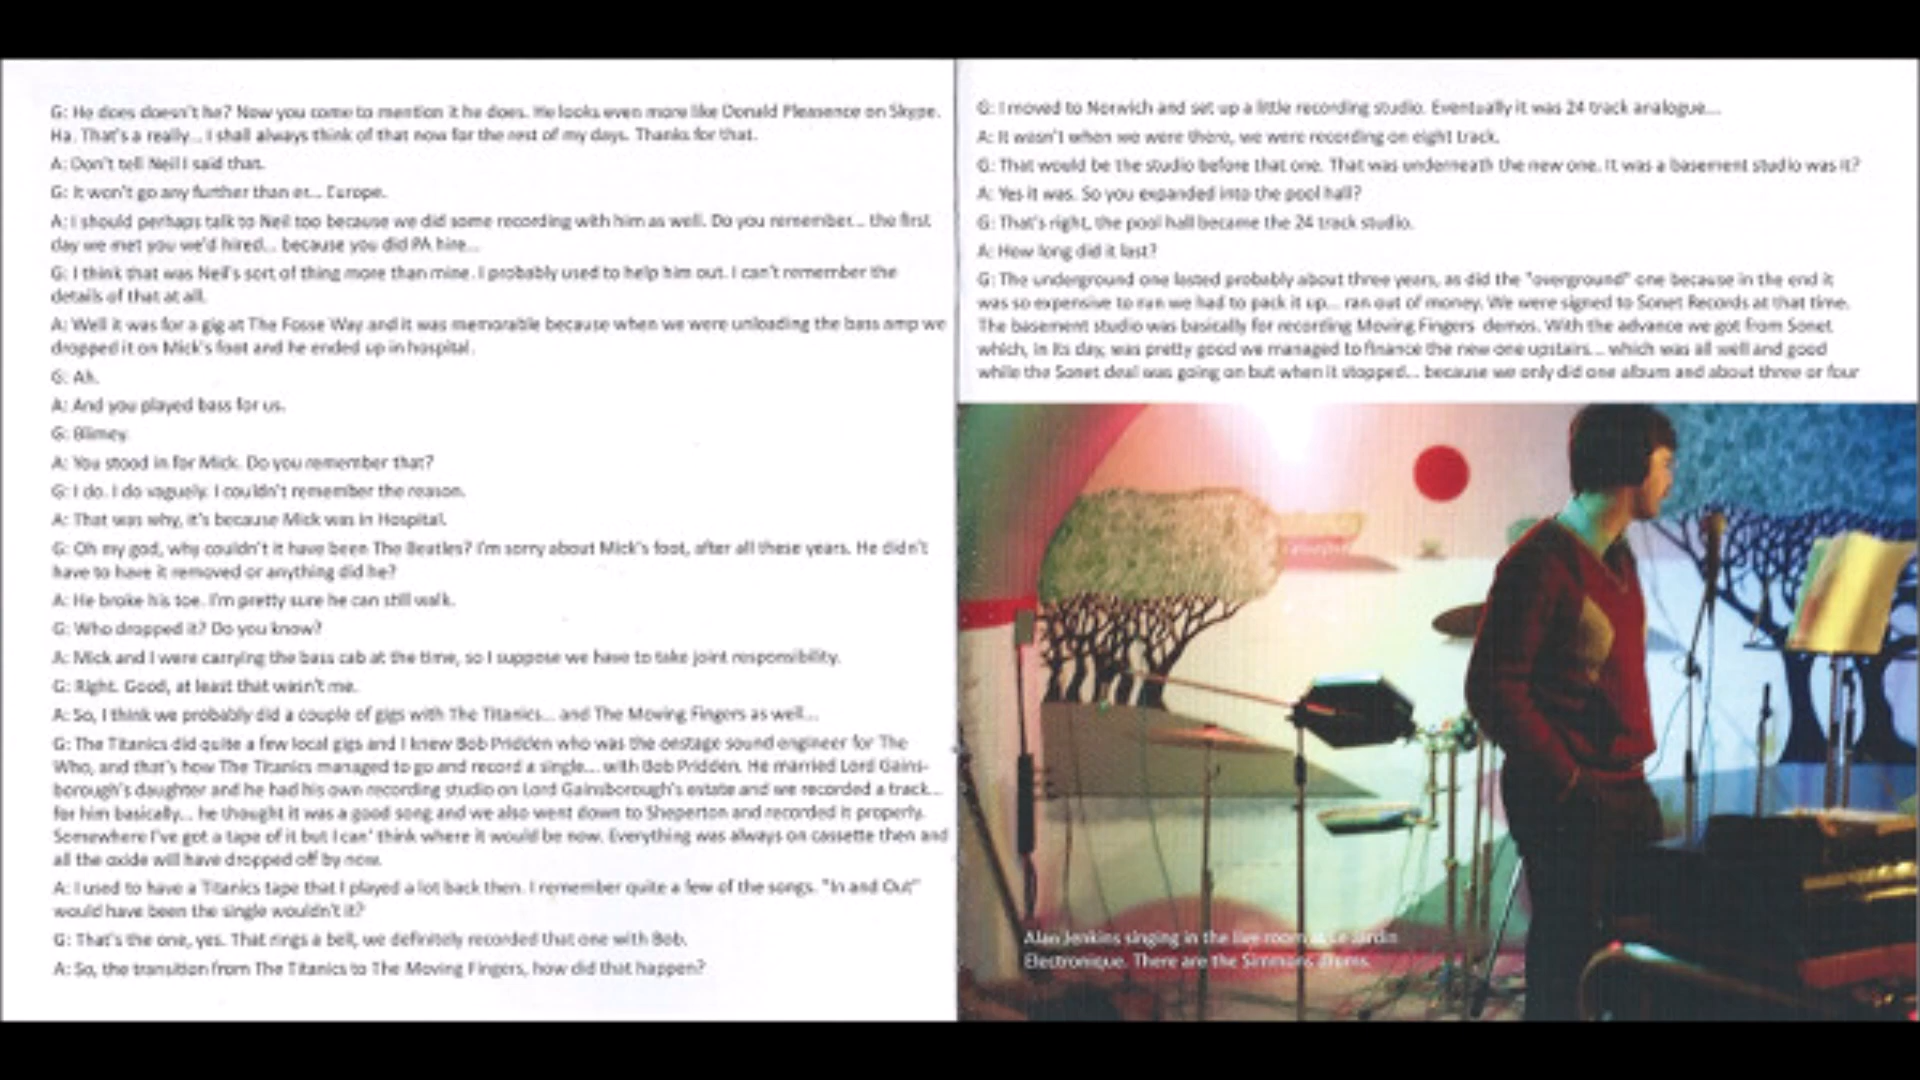 G: He does doesn't he? Now you come to mention it he does. He looks even more like Donald Pleasence on Skype.
Ha. That's a really... I shall always think of that now for the rest of my days. Thanks for that.
A: Don't tell Neil I said that.
G: It won't go any further than er... Europe.
A: I should perhaps talk to Neil too because we did some recording with him as well. Do you remember... the first
day we met you we'd hired... because you did PA hire...
G: I think that was Neil's sort of thing more than mine. I probably used to help him out. I can't remember the
details of that at all.
A: Well it was for a gig at The Fosse Way and it was memorable because when we were unloading the bass amp we
dropped it on Mick's foot and he ended up in hospital.
G: Ah.
A: And you played bass for us.
G: Blimey.
A: You stood in for Mick. Do you remember that?
G: I do. I do vaguely. I couldn't remember the reason.
A: That was why, it's because Mick was in Hospital.
G: Oh my god, why couldn't it have been The Beatles? I'm sorry about Mick's foot, after all these years. He didn't
have to have it removed or anything did he?
A: He broke his toe. I'm pretty sure he can still walk.
G: Who dropped it? Do you know?
A: Mick and I were carrying the bass cab at the time, so I suppose we have to take joint responsibility.
G: Right. Good, at least that wasn't me.
A: So, I think we probably did a couple of gigs with The Titanics... and The Moving Fingers as well...
G: The Titanics did quite a few local gigs and I knew Bob Pridden who was the onstage sound engineer for The
Who, and that's how The Titanics managed to go and record a single... with Bob Pridden. He married Lord Gains-
borough's daughter and he had his own recording studio on Lord Gainsborough's estate and we recorded a track...
for him basically... he thought it was a good song and we also went down to Sheperton and recorded it properly.
Somewhere I've got a tape of it but I can' think where it would be now. Everything was always on cassette then and
all the oxide will have dropped off by now.
A: I used to have a Titanics tape that I played a lot back then. I remember quite a few of the songs. "In and Out"
would have been the single wouldn't it?
G: That's the one, yes. That rings a bell, we definitely recorded that one with Bob.
A: So, the transition from The Titanics to The Moving Fingers, how did that happen?
G: I moved to Norwich and set up a little recording studio. Eventually it was 24 track analogue...
A: It wasn't when we were there, we were recording on eight track.
G: That would be the studio before that one. That was underneath the new one. It was a basement studio was it?
A: Yes it was. So you expanded into the pool hall?
G: That's right, the pool hall became the 24 track studio.
A: How long did it last?
G: The underground one lasted probably about three years, as did the "overground" one because in the end it
was so expensive to run we had to pack it up... ran out of money. We were signed to Sonet Records at that time.
The basement studio was basically for recording Moving Fingers demos. With the advance we got from Sonet
which, in its day, was pretty good we managed to finance the new one upstairs... which was all well and good
while the Sonet deal was going on but when it stopped... because we only did one album and about three or four
Alan Jenkins singing in the live room at Le Jardin
Electronique. There are the Simmons drums.